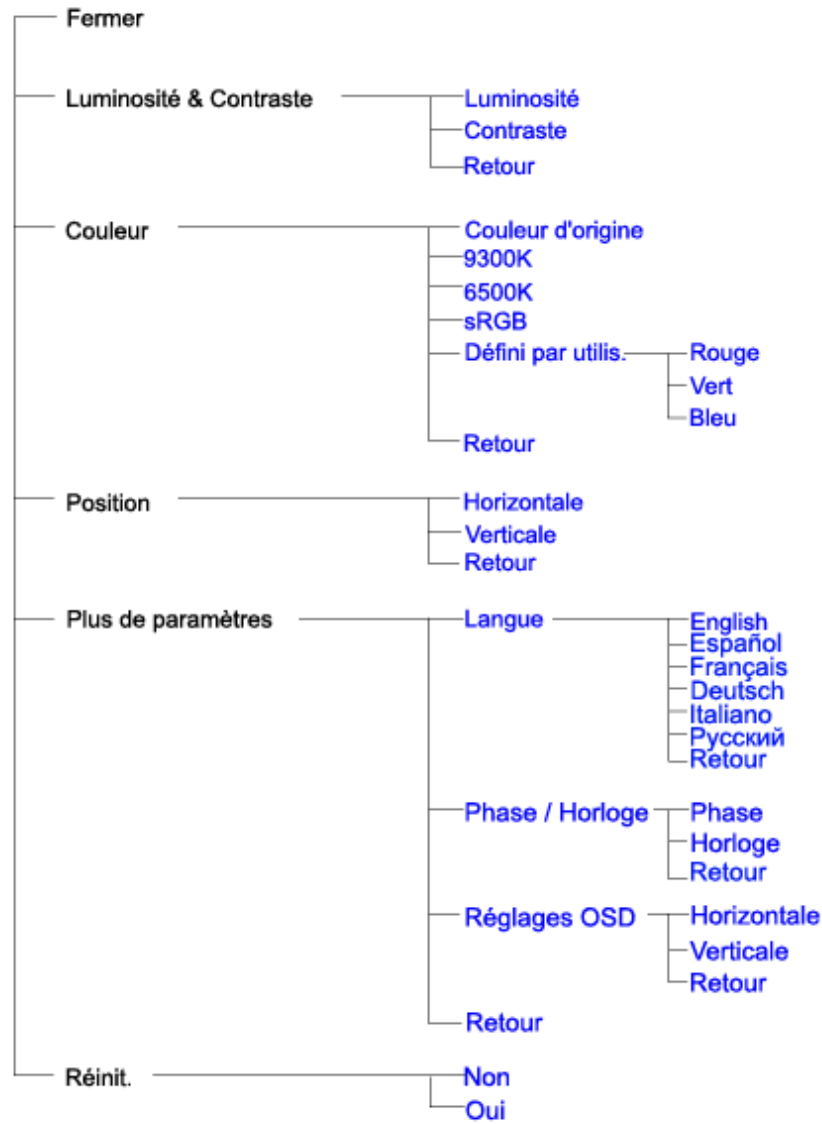 Fermer
Luminosité & Contraste
Luminosité
Contraste
Retour
Couleur
Couleur d'origine
9300K
6500K
sRGB
Défini par utilis.
Rouge
Vert
Bleu
Retour
Position
Horizontale
Verticale
Retour
Plus de paramètres
Langue
English
Español
Français
Deutsch
Italiano
Русский
Retour
Phase / Horloge
Phase
Horloge
Retour
Réglages OSD
Horizontale
Verticale
Retour
Retour
Réinit.
Non
Oui